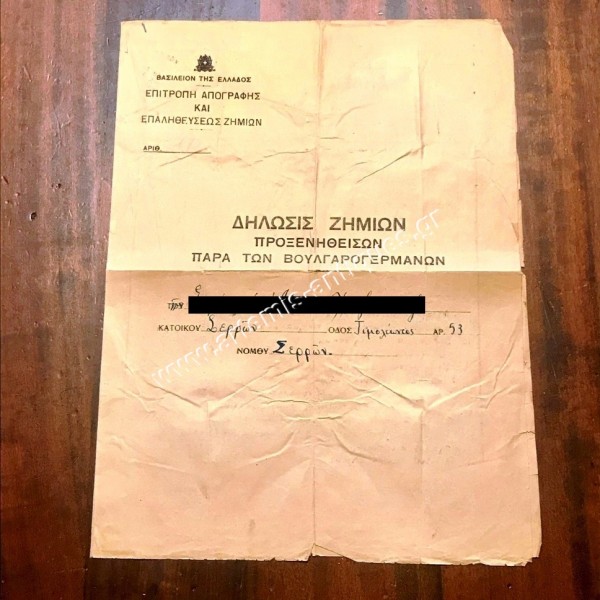 ΒΑΣΙΛΕΙΟΝ ΤΗΣ ΕΛΛΑΔΟΣ
ΕΠΙΤΡΟΠΗ ΑΠΟΓΡΑΦΗΣ
ΚΑΙ
ΕΠΑΛΗΘΕΥΣΕΩΣ ΖΗΜΙΩΝ
ΑΡΙΘ.
ΔΗΛΩΣΙΣ ΖΗΜΙΩΝ
ΠΡΟΞΕΝΗΘΕΙΣΩΝ
ΠΑΡΑ ΤΩΝ ΒΟΥΛΓΑΡΟΓΕΡΜΑΝΩΝ
ΚΑΤΟΙΚΟΥ Σερρῶν ΟΔΟΣ Τιμολέοντος ΑΡ. 53
ΝΟΜΟΥ Σερρῶν.